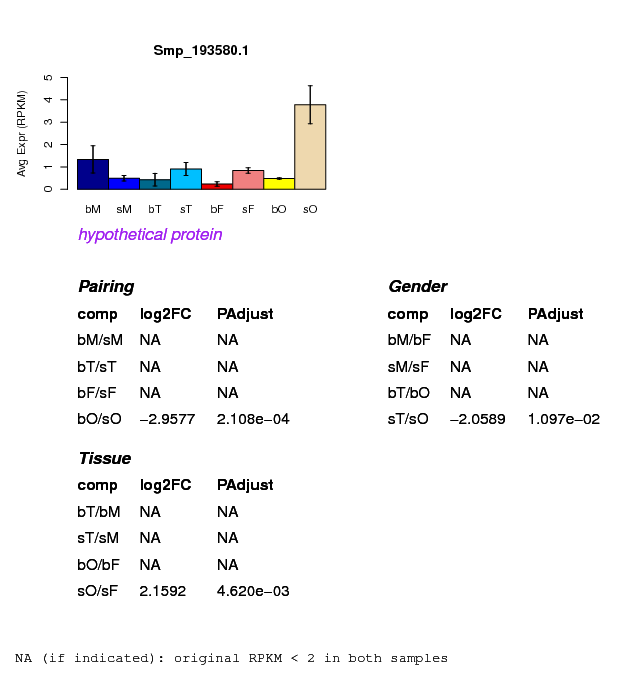 Smp_193580.1
Avg Expr (RPKM)
5
4
3
2
1
0
bM sM bT sT bF sF bO sO
hypothetical protein
Pairing
comp log2FC PAdjust
bM/sM NA NA
bT/sT NA NA
bF/sF NA NA
bO/sO −2.9577 2.108e−04
Gender
comp log2FC PAdjust
bM/bF NA NA
sM/sF NA NA
bT/bO NA NA
sT/sO −2.0589 1.097e−02
Tissue
comp log2FC PAdjust
bT/bM NA NA
sT/sM NA NA
bO/bF NA NA
sO/sF 2.1592 4.620e−03
NA (if indicated): original RPKM < 2 in both samples